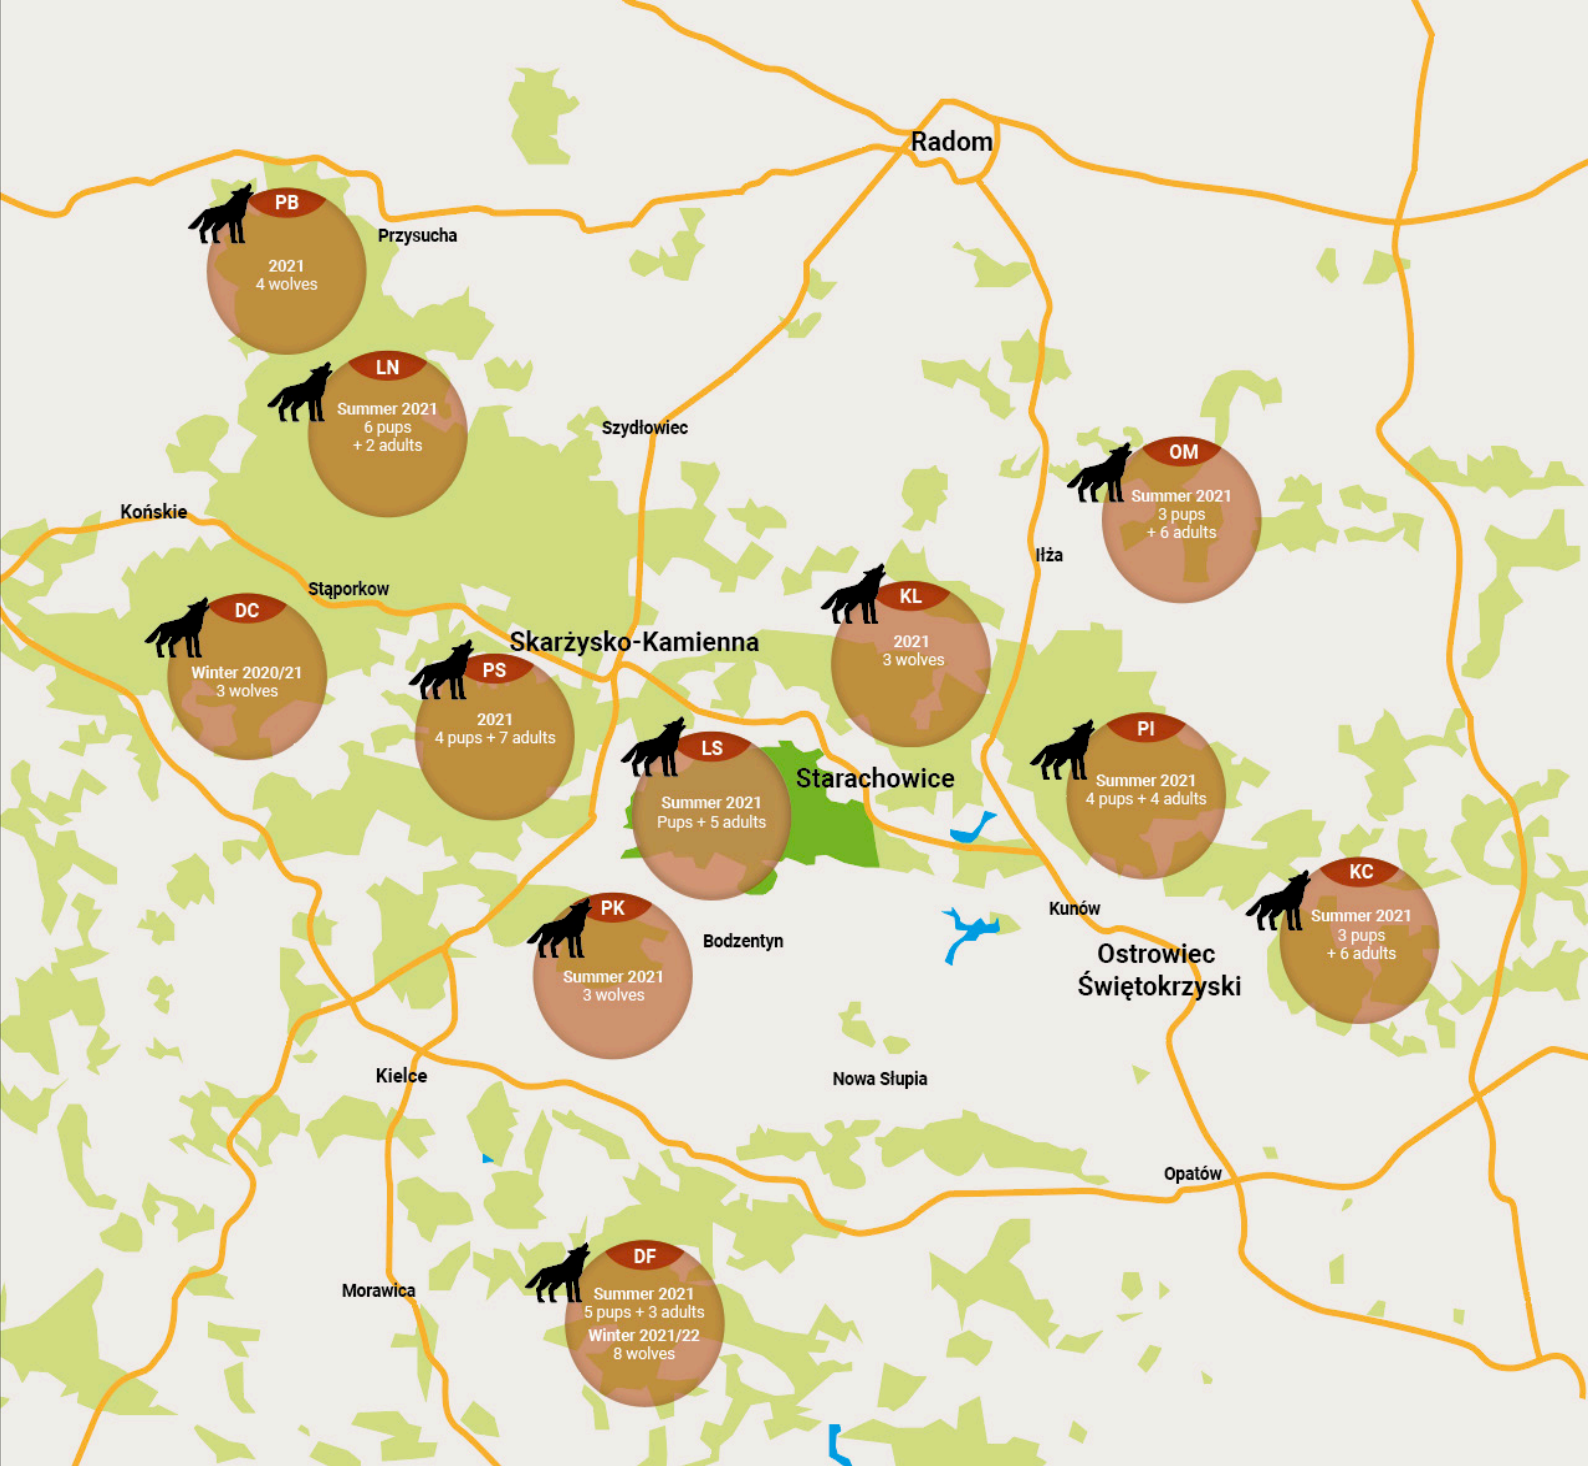 Radom
PB
2021
4 wolves
Przysucha
LN
Summer 2021
6 pups
+ 2 adults
Szydłowiec
OM
Summer 2021
3 pups
+ 6 adults
Końskie
Iłża
Stąporkow
DC
Winter 2020/21
3 wolves
Skarżysko-Kamienna
KL
2021
3 wolves
PS
2021
4 pups + 7 adults
LS
Summer 2021
Pups + 5 adults
Starachowice
PI
Summer 2021
4 pups + 4 adults
KC
Summer 2021
3 pups
+ 6 adults
PK
Summer 2021
3 wolves
Bodzentyn
Kunów
Ostrowiec
Świętokrzyski
Kielce
Nowa Słupia
Opatów
DF
Summer 2021
5 pups + 3 adults
Winter 2021/22
8 wolves
Morawica